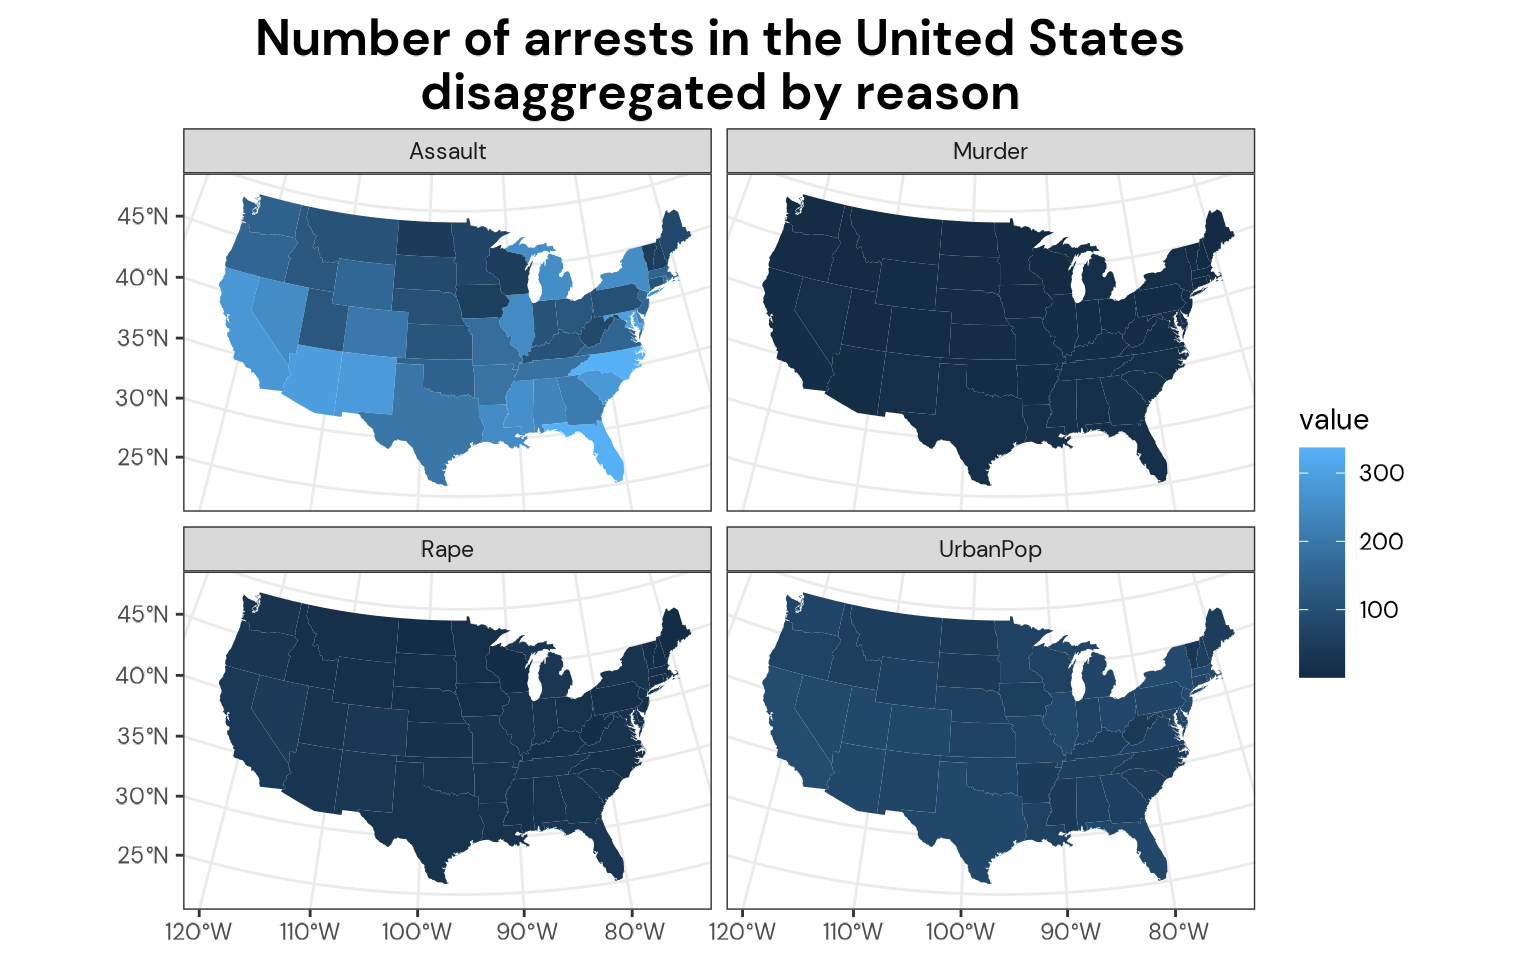 Number of arrests in the United States
disaggregated by reason
Assault
Murder
45°N
40°N
35°N
30°N
25°N
Rape
UrbanPop
45°N
40°N
35°N
30°N
25°N
120°W 110°W 100°W 90°W 80°W 120°W 110°W 100°W 90°W 80°W
value
300
200
100